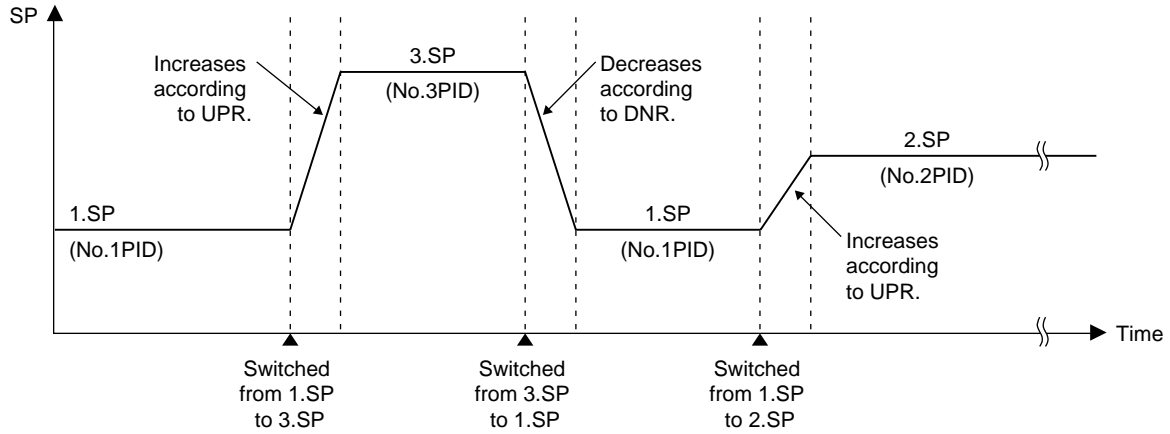 SP
Increases
according
to UPR.
3.SP
(No.3PID)
Decreases
according
to DNR.
2.SP
(No.2PID)
1.SP
(No.1PID)
1.SP
(No.1PID)
Increases
according
to UPR.
Time
Switched
from 1.SP
to 3.SP
Switched
from 3.SP
to 1.SP
Switched
from 1.SP
to 2.SP